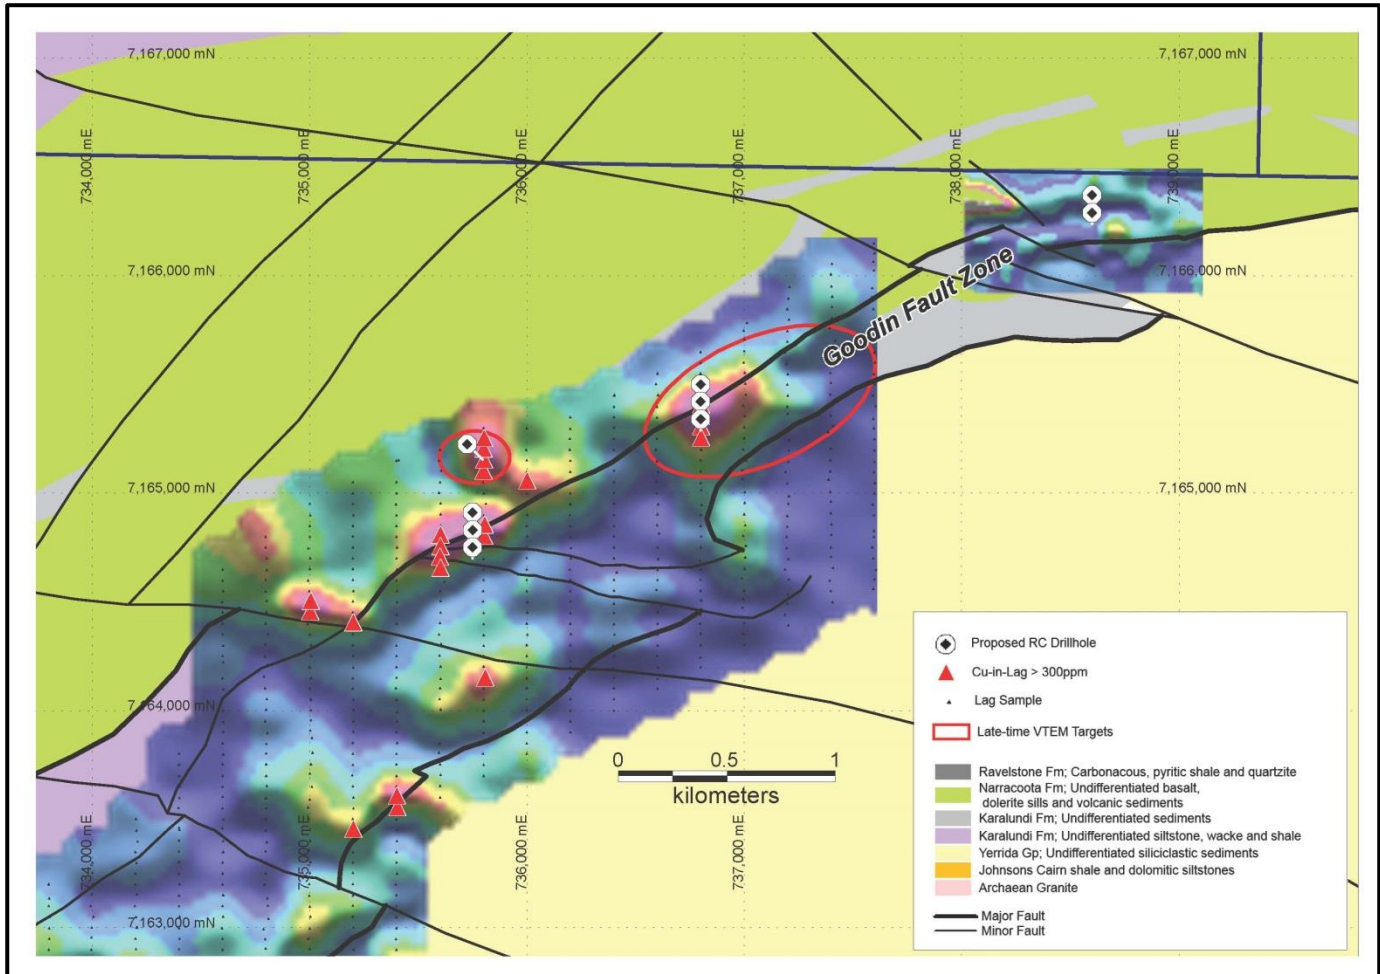 7,167,000 mN
7,167,000 mN
734,000 mE
735,000 mE
736,000 mE
737,000 mE
738,000 mE
739,000 mE
7,166,000 mN
7,166,000 mN
Goodin Fault Zone
7,165,000 mN
7,165,000 mN
7,164,000 mN
0 0.5 1
kilometers
734,000 mE
735,000 mE
736,000 mE
737,000 mE
7,163,000 mN
Proposed RC Drillhole
Cu-in-Lag > 300ppm
Lag Sample
Late-time VTEM Targets
Ravelstone Fm; Carbonacous, pyritic shale and quartzite
Narracoota Fm; Undifferentiated basalt,
dolerite sills and volcanic sediments
Karalundi Fm; Undifferentiated sediments
Karalundi Fm; Undifferentiated siltstone, wacke and shale
Yerrida Gp; Undifferentiated siliciclastic sediments
Johnsons Cairn shale and dolomitic siltstones
Archaean Granite
Major Fault
Minor Fault